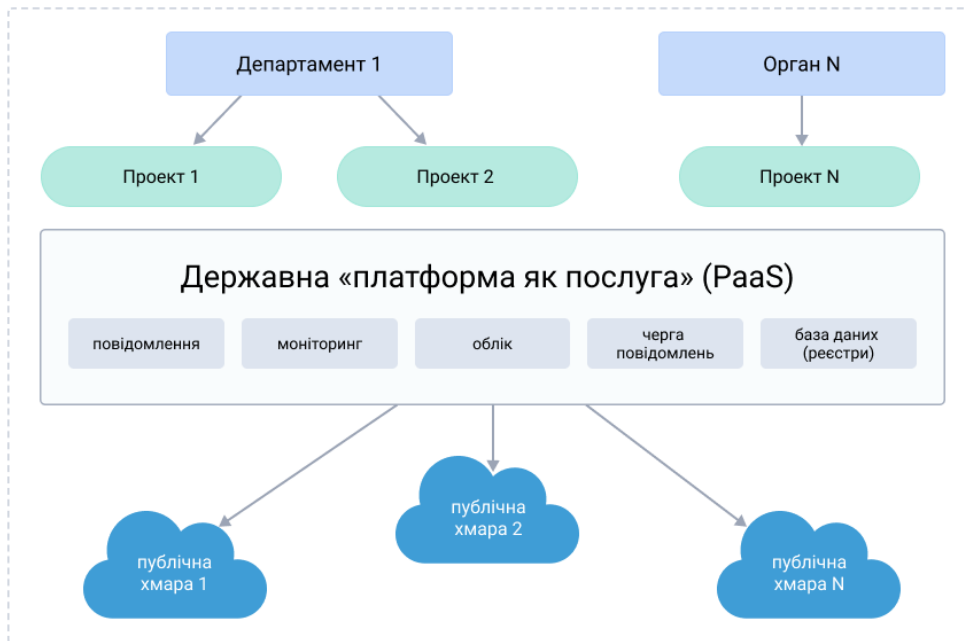 Департамент 1
Орган N
Проект 1
Проект 2
Проект N
Державна «платформа як послуга» (PaaS)
повідомлення
моніторинг
облік
черга
повідомлень
база даних
(реєстри)
публічна
хмара 1
публічна
хмара 2
публічна
хмара N